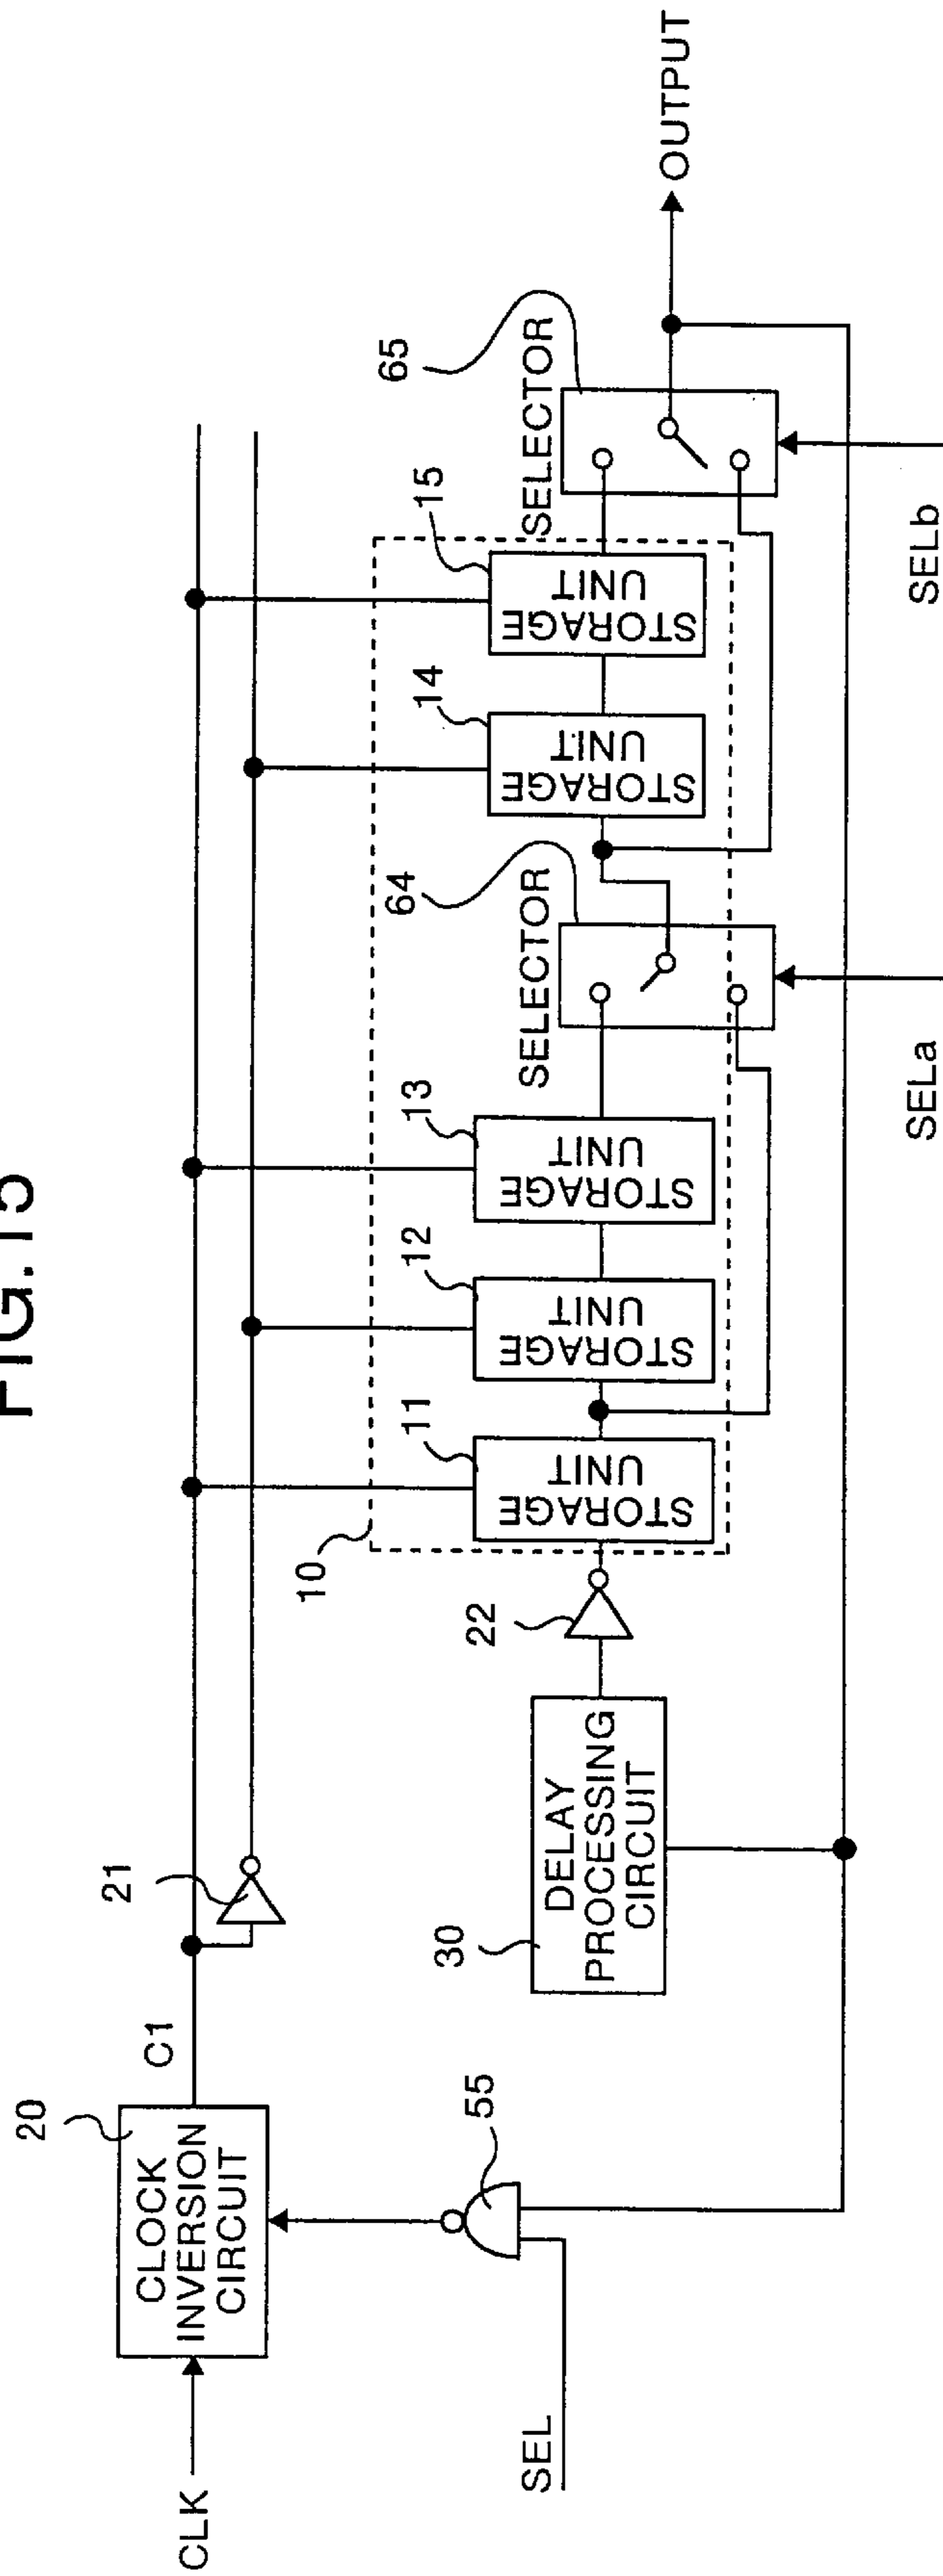 FIG.15
CLK
CLOCK
INVERSION
CIRCUIT
20
C1
21
SEL
55
30
DELAY
PROCESSING
CIRCUIT
22
10
11
STORAGE
UNIT
12
STORAGE
UNIT
13
STORAGE
UNIT
SELECTOR
64
14
STORAGE
UNIT
15
STORAGE
UNIT
SELECTOR
65
OUTPUT
SELa
SELb